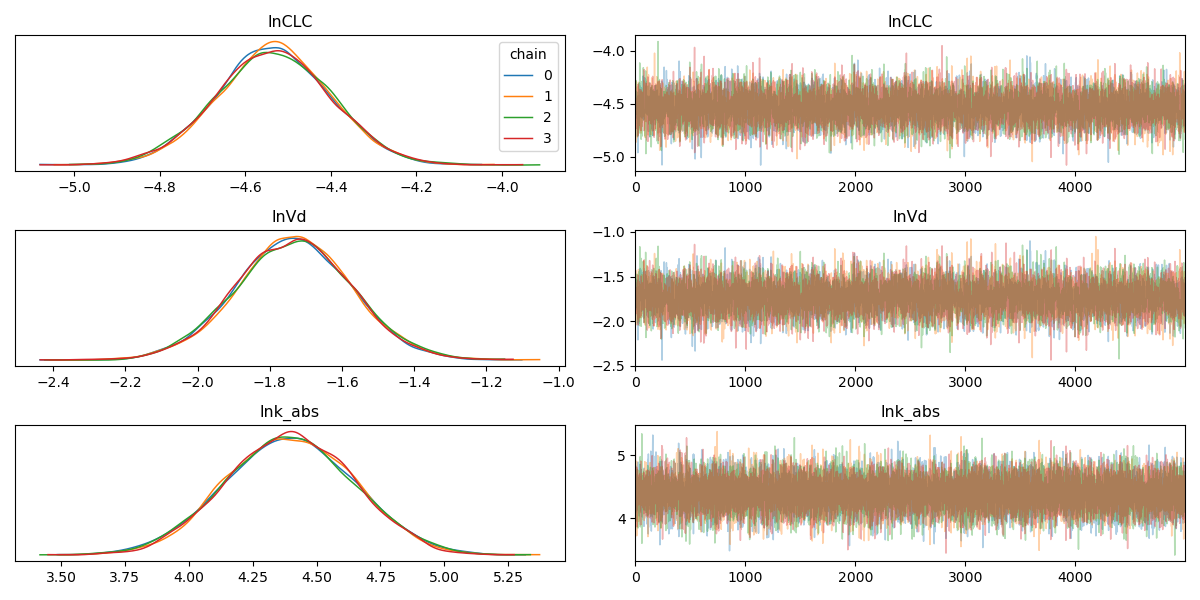 lnCLC
chain
0
1
2
3
−5.0 −4.8 −4.6 −4.4 −4.2 −4.0
lnCLC
−4.0
−4.5
−5.0
0 1000 2000 3000 4000
lnVd
−2.4 −2.2 −2.0 −1.8 −1.6 −1.4 −1.2 −1.0
lnVd
−1.0
−1.5
−2.0
−2.5
0 1000 2000 3000 4000
lnk_abs
3.50 3.75 4.00 4.25 4.50 4.75 5.00 5.25
lnk_abs
5
4
0 1000 2000 3000 4000